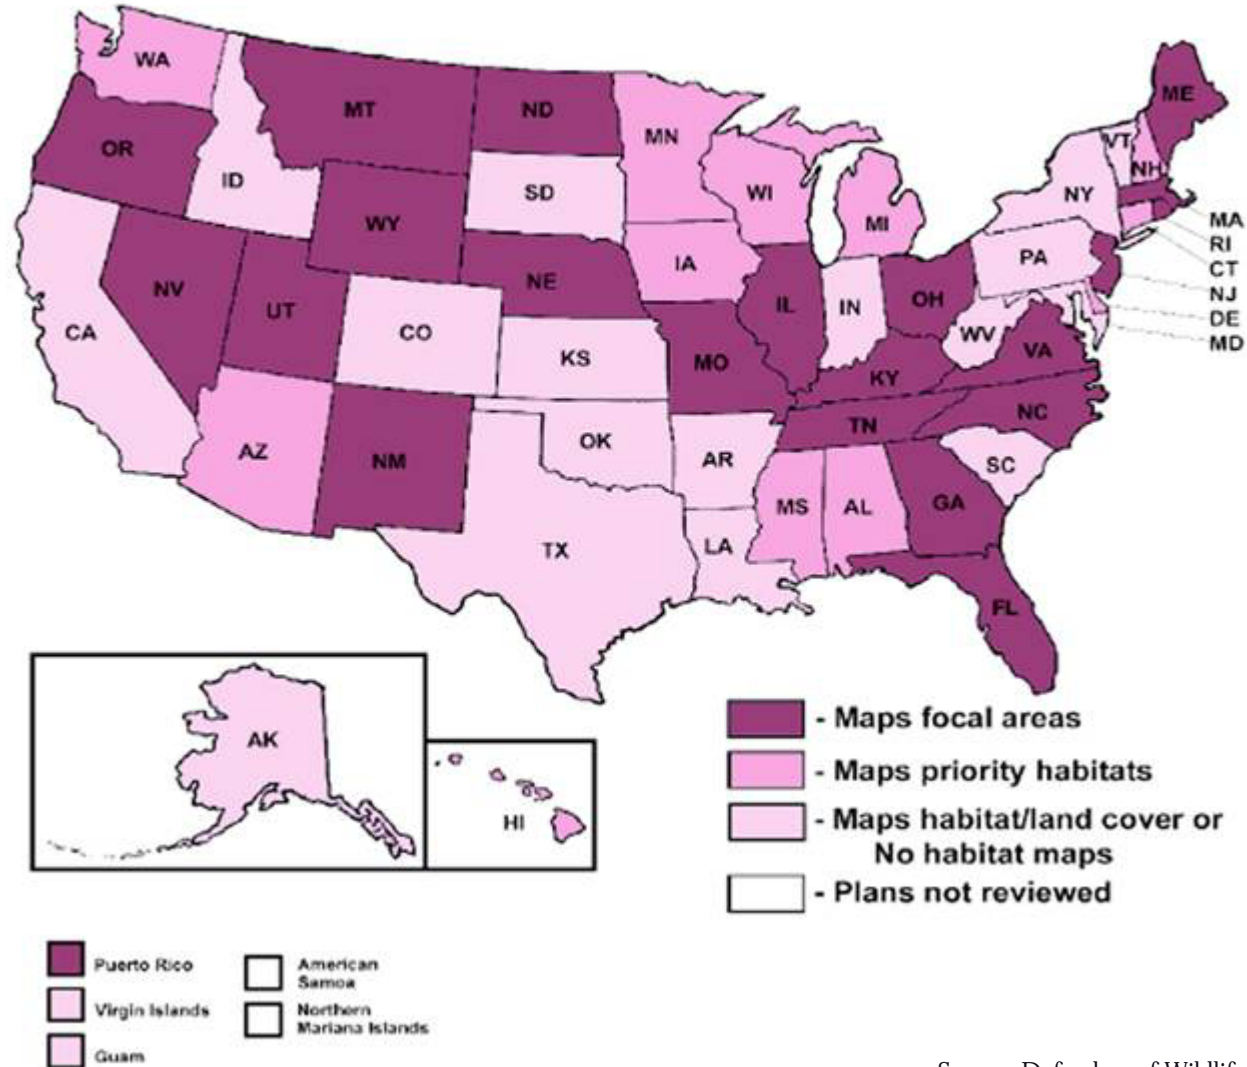 WA
MT
ND
MN
ME
VT
NH
OR
ID
SD
WI
NY
MA
WY
MI
RI
IA
PA
CT
NV
NE
NJ
UT
IL
IN
OH
DE
CA
CO
WV
MD
KS
MO
VA
KY
NC
TN
AZ
NM
OK
AR
SC
MS
AL
GA
TX
LA
FL
AK
HI
- Maps focal areas
- Maps priority habitats
- Maps habitat/land cover or
No habitat maps
- Plans not reviewed
Puerto Rico
Virgin Islands
Guam
American
Samoa
Northern
Mariana Islands